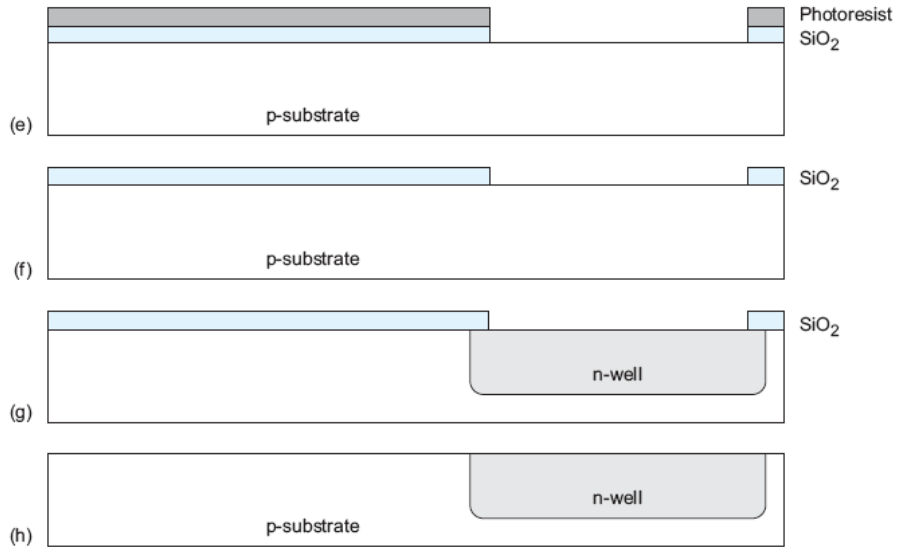 Photoresist
SiO2
p-substrate
(e)
SiO2
p-substrate
(f)
SiO2
n-well
(g)
n-well
p-substrate
(h)